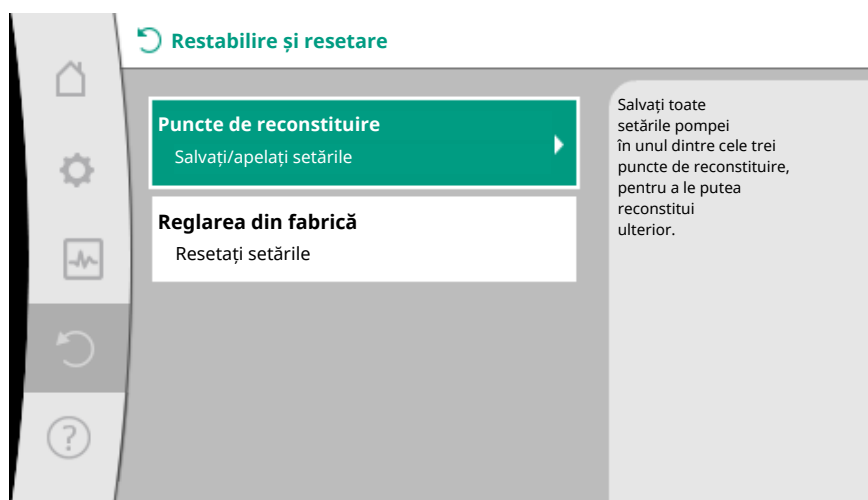 Restabilire și resetare
Puncte de reconstituire
Salvați/apelați setările
Reglarea din fabrică
Resetați setările
Salvați toate
setările pompei
în unul dintre cele trei
puncte de reconstituire,
pentru a le putea
reconstitui
ulterior.
?